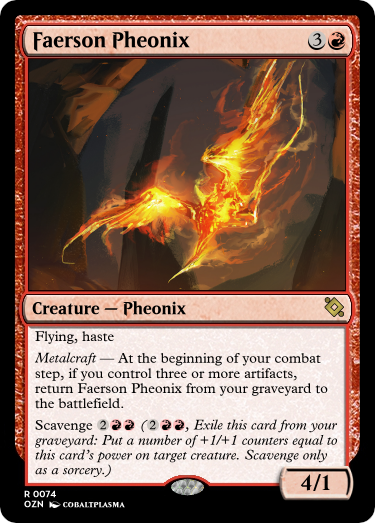 Faerson Pheonix 3
Creature — Pheonix
Flying, haste
Metalcraft — At the beginning of your combat
step, if you control three or more artifacts,
return Faerson Pheonix from your graveyard to
the battlefield.
Scavenge 2 (2, Exile this card from your
graveyard: Put a number of +1/+1 counters equal to
this card's power on target creature. Scavenge only
as a sorcery.)
4/1
R 0074
OZN COBALTPLASMA